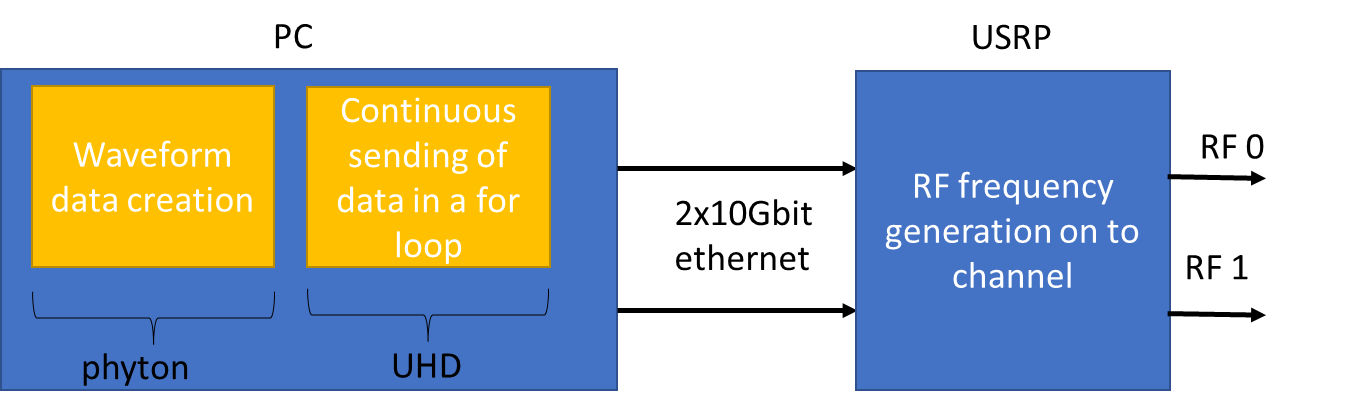 PC
USRP
Waveform
data creation
Continuous
sending of
data in a for
loop
phyton
UHD
2x10Gbit
ethernet
RF frequency
generation on to
channel
RF 0
RF 1